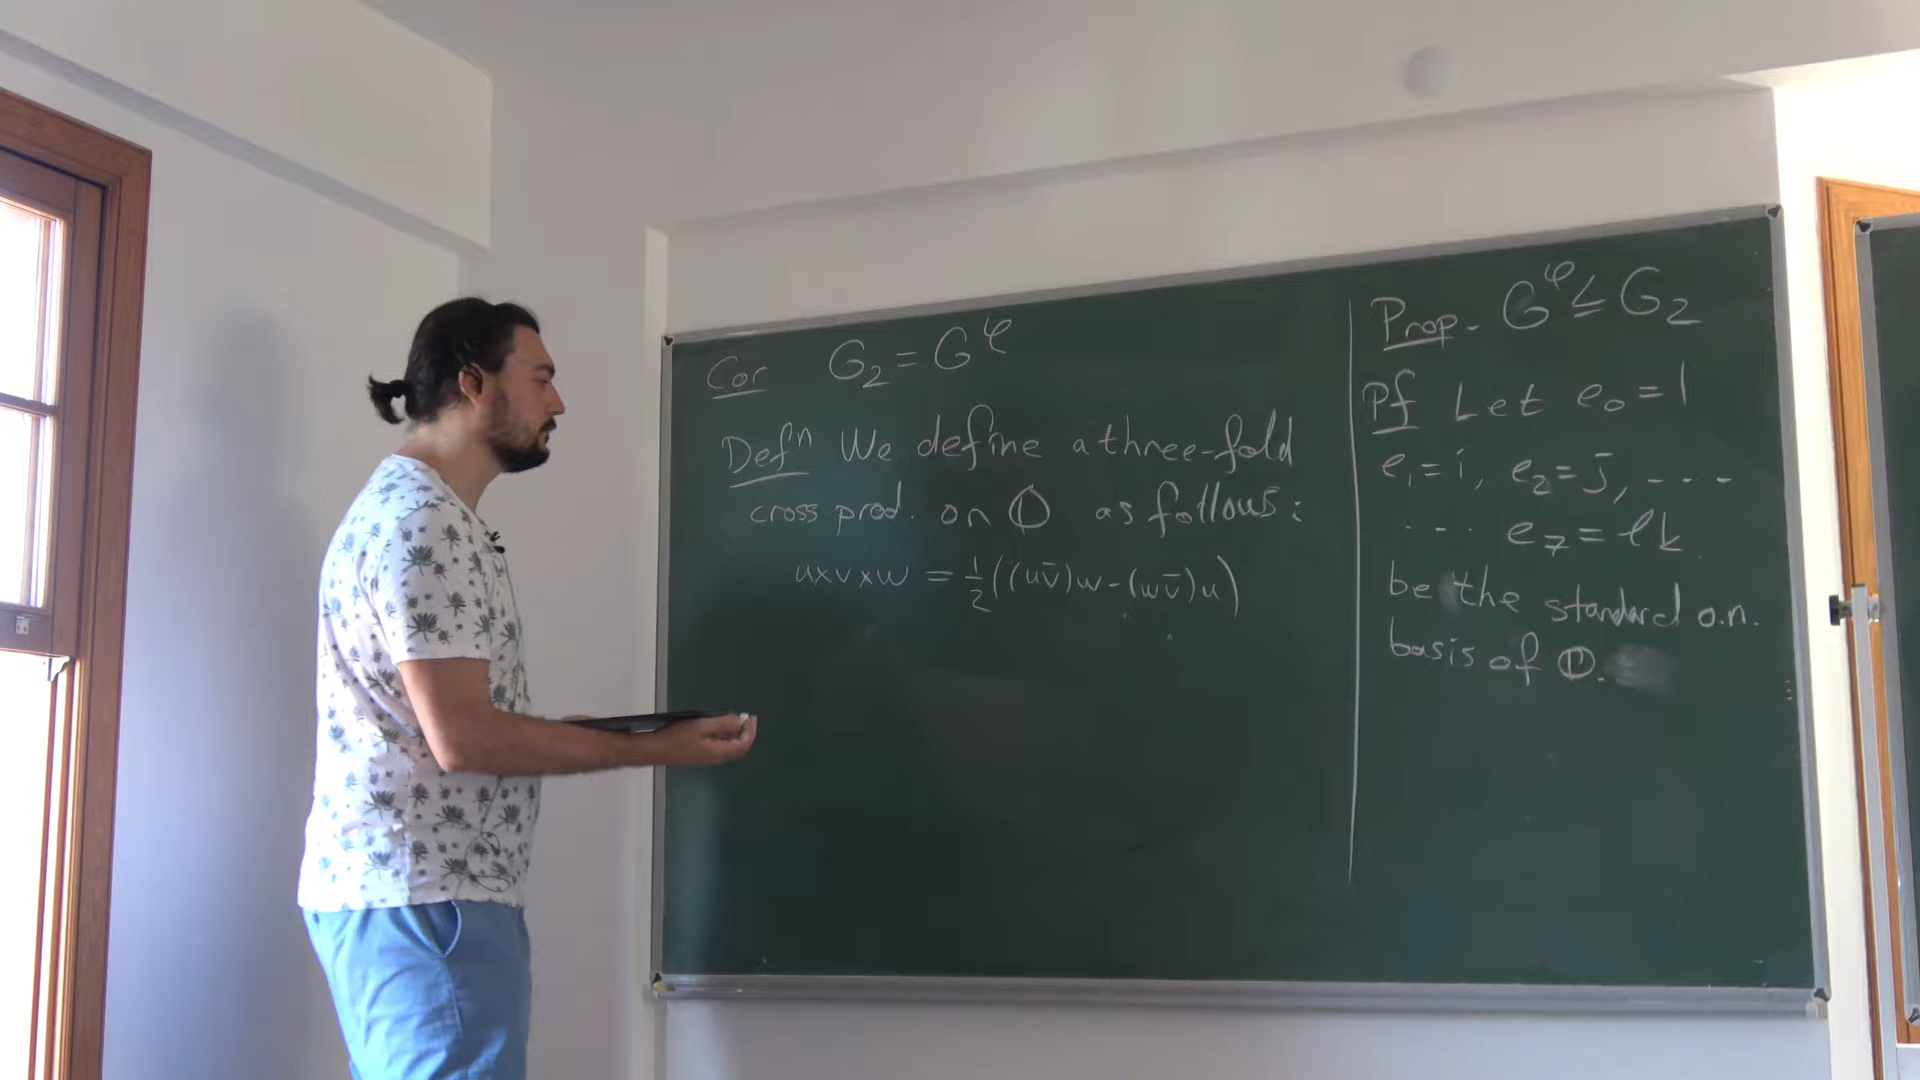 Cor G₂ = G^φ
Defⁿ We define a three-fold
cross prod. on 𝕆 as follows:
u×v×w = 1/2((uv̄)w-(wv̄)u)
Prop. G^φ ≤ G₂
Pf Let e₀ = 1
e₁ = i, e₂ = j, ---
... e₇ = ℓk.
be the standard o.n.
basis of 𝕆.